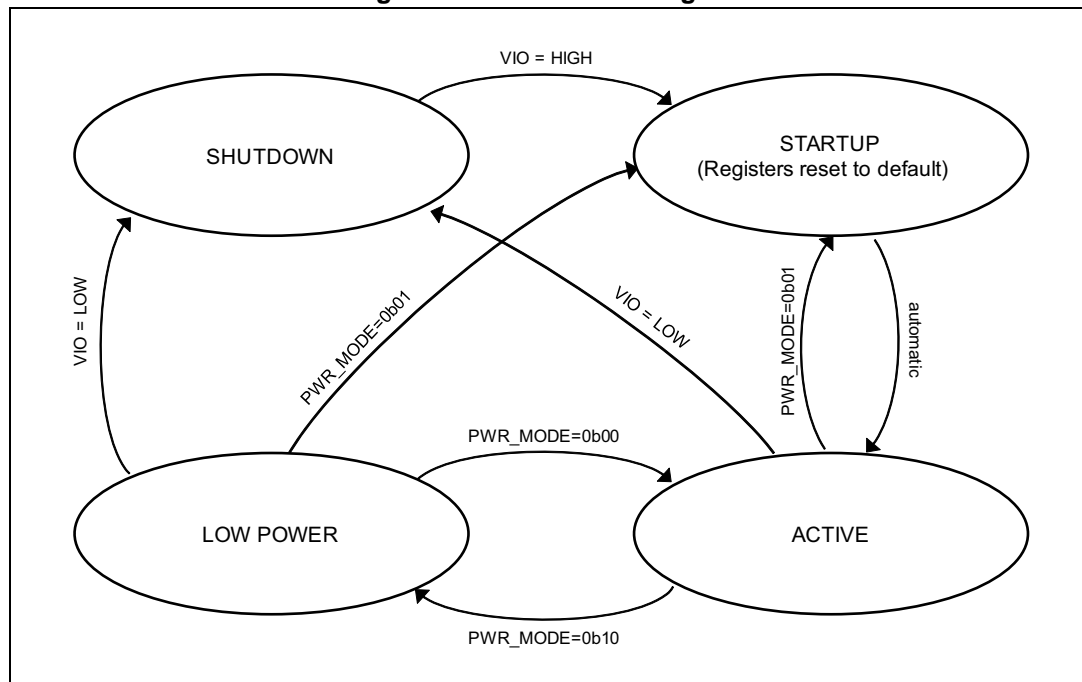 VIO = HIGH
SHUTDOWN
STARTUP
(Registers reset to default)
VIO = LOW
PWR_MODE=0b01
VIO = LOW
PWR_MODE=0b01
automatic
PWR_MODE=0b00
LOW POWER
ACTIVE
PWR_MODE=0b10